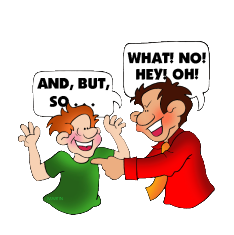 AND, BUT,
SO . . .
WHAT! NO!
HEY! OH!